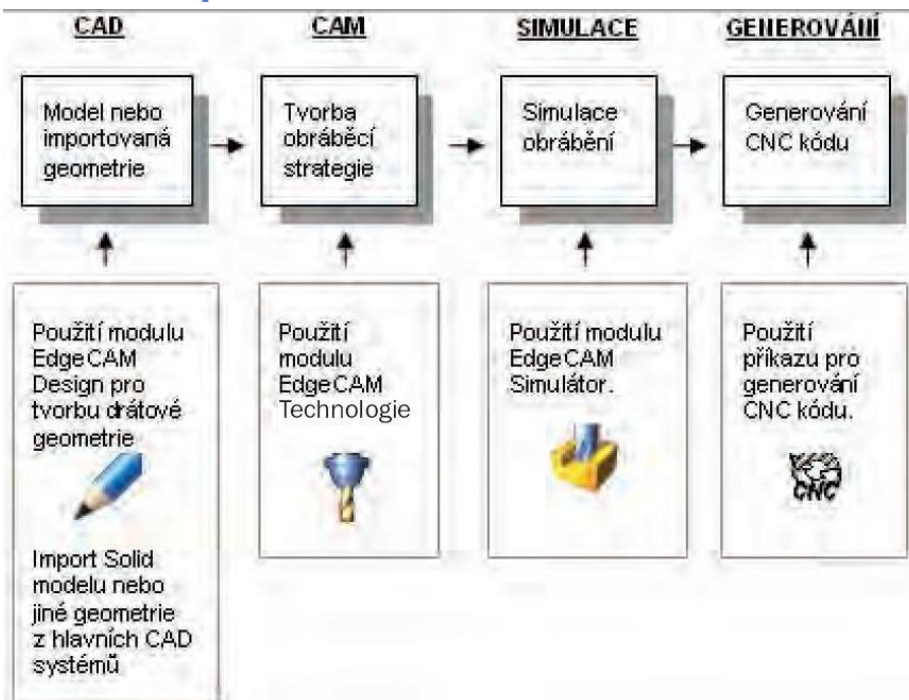 CAD
CAM
SIMULACE
GENEROVÁNÍ
Model nebo
importovaná
geometrie
Tvorba
obráběcí
strategie
Simulace
obrábění
Generování
CNC kódu
Použití modulu
EdgeCAM
Design pro
tvorbu drátové
geometrie
Import Solid
modelu nebo
jiné geometrie
z hlavních CAD
systémů
Použití
modulu
EdgeCAM
Technologie
Použití modulu
EdgeCAM
Simulátor.
Použití
příkazu pro
generování
CNC kódu.
CNC